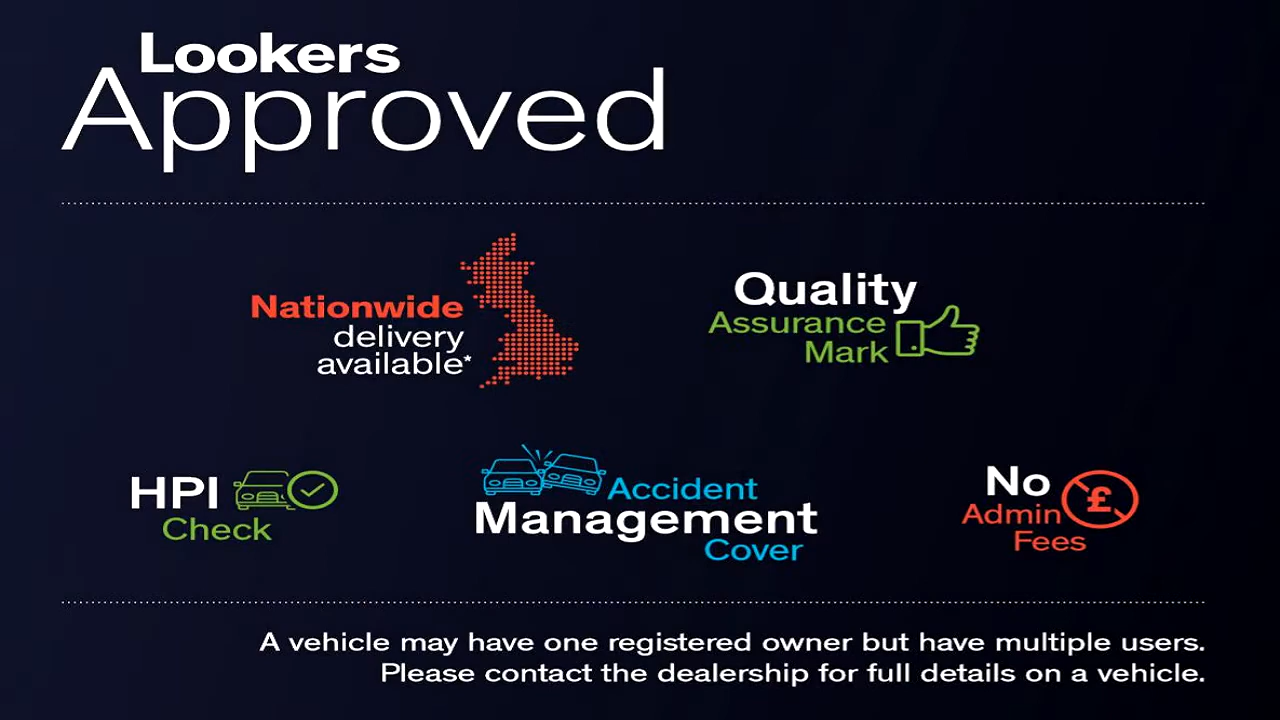 Lookers
Approved
Nationwide
delivery
available*
Quality
Assurance
Mark
HPI
Check
Accident
Management
Cover
No
Admin
Fees
£
A vehicle may have one registered owner but have multiple users.
Please contact the dealership for full details on a vehicle.